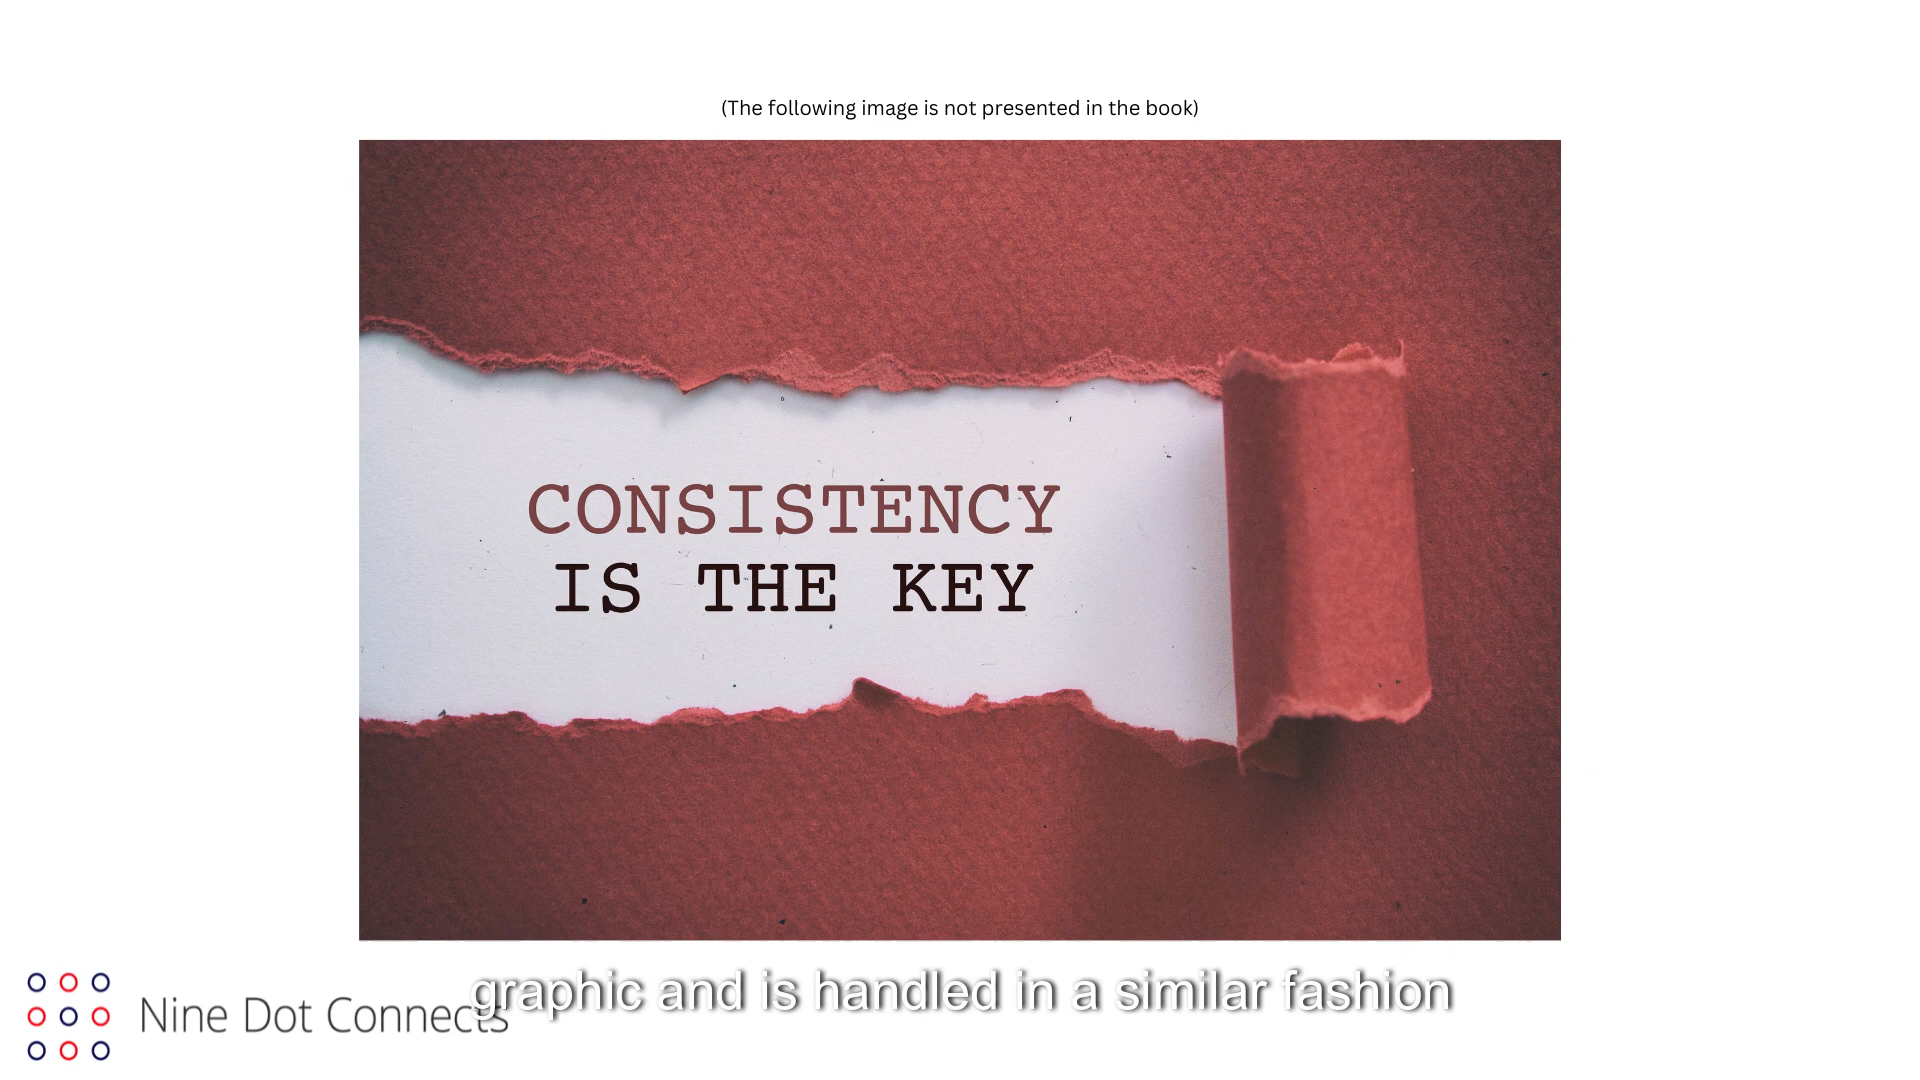 (The following image is not presented in the book)
CONSISTENCY
IS THE KEY
graphic and is handled in a similar fashion
Nine Dot Connects